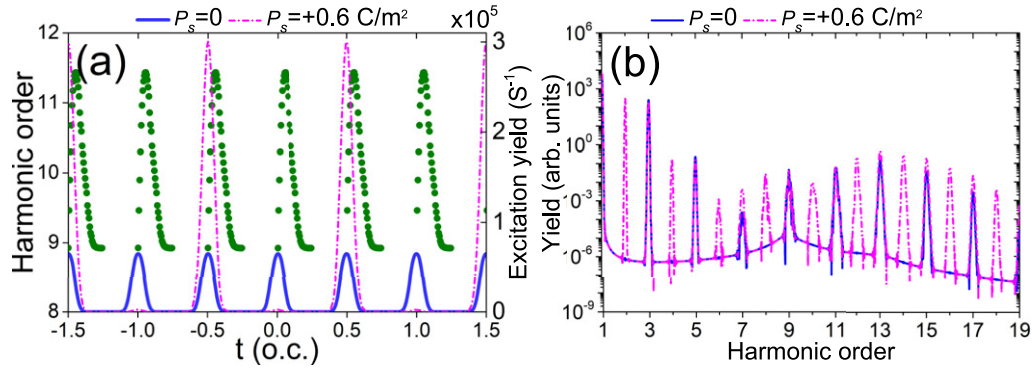 P_s=0 P_s=+0.6 C/m² x10⁵
(a)
Harmonic order
12
11
10
9
8
3
2
1
0
Excitation yield (S⁻¹)
-1.5 -1.0 -0.5 0.0 0.5 1.0 1.5
t (o.c.)
P_s=0 P_s=+0.6 C/m²
(b)
Yield (arb. units)
10⁶
10³
10⁰
10⁻³
10⁻⁶
10⁻⁹
1 3 5 7 9 11 13 15 17 19
Harmonic order